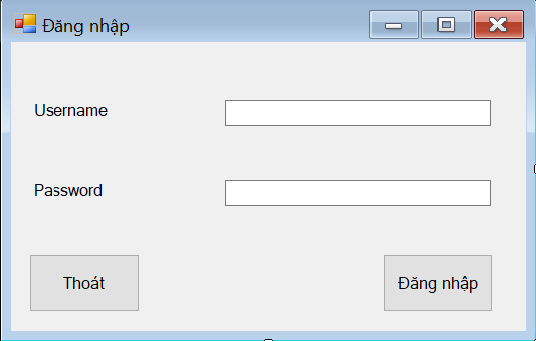 Đăng nhập
Username
Password
Thoát
Đăng nhập